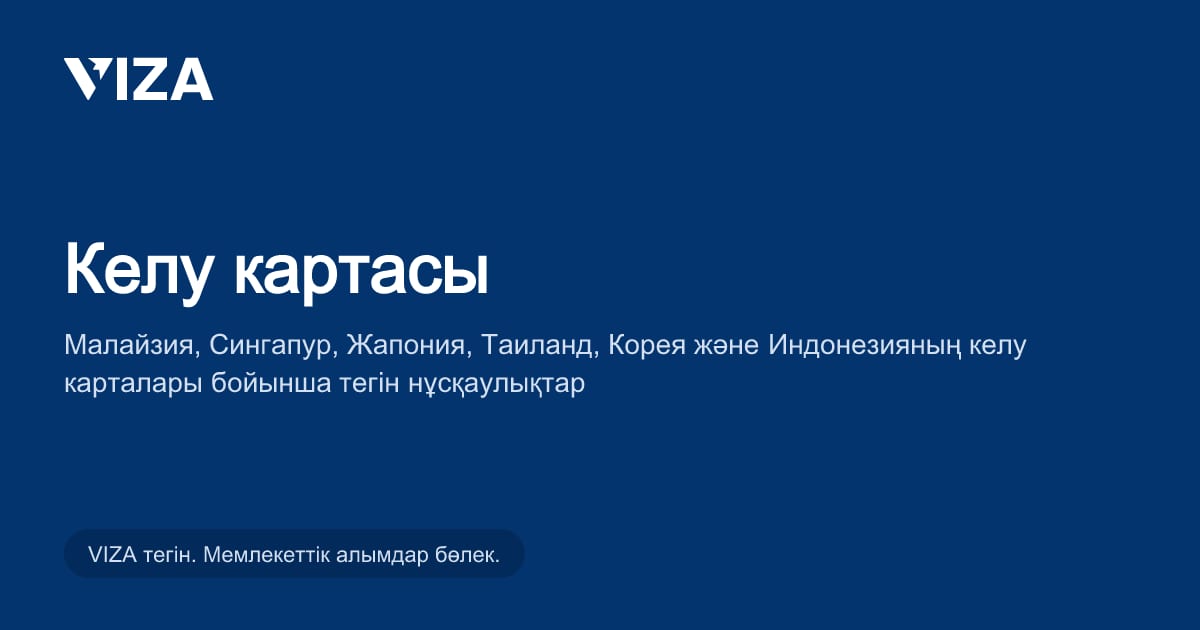 VIZA
Келу картасы
Малайзия, Сингапур, Жапония, Таиланд, Корея және Индонезияның келу
карталары бойынша тегін нұсқаулықтар
VIZA тегін. Мемлекеттік алымдар бөлек.